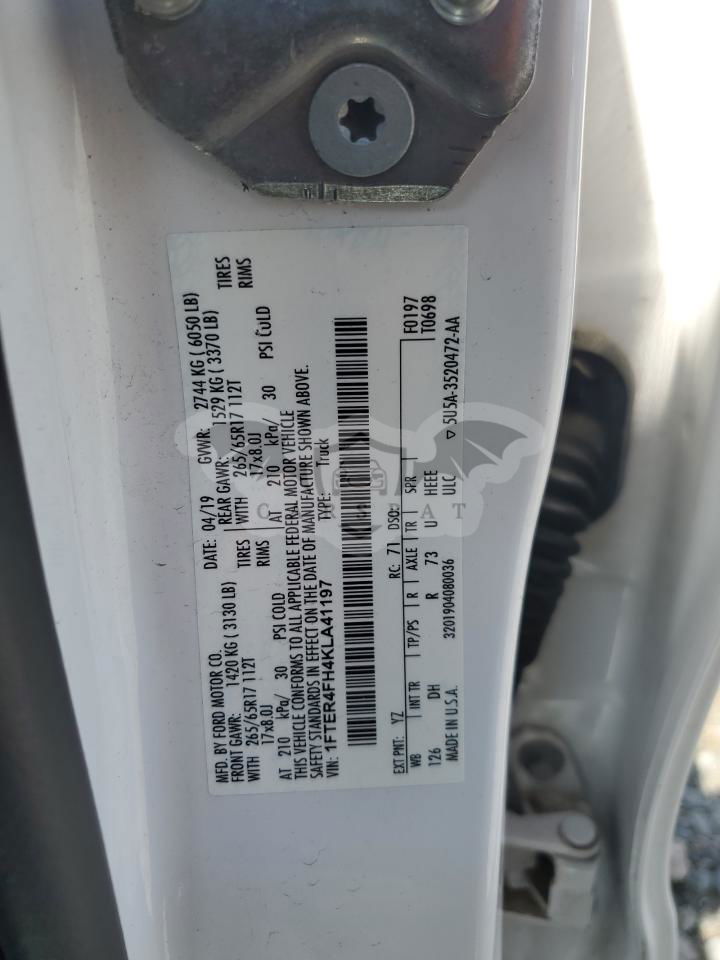 MFD. BY FORD MOTOR CO. DATE: 04/19 GVWR: 2744 KG ( 6050 LB)
FRONT GAWR: 1420 KG ( 3130 LB) REAR GAWR: 1529 KG ( 3370 LB)
WITH 265/65R17 112T TIRES WITH 265/65R17 112T TIRES
17x8.0J RIMS 17x8.0J RIMS
AT 210 kPa/ 30 PSI COLD AT 210 kPa/ 30 PSI COLD
THIS VEHICLE CONFORMS TO ALL APPLICABLE FEDERAL MOTOR VEHICLE
SAFETY STANDARDS IN EFFECT ON THE DATE OF MANUFACTURE SHOWN ABOVE.
VIN: 1FTER4FH4KLA41197 TYPE: Truck
F0197
T0698
EXT PNT: YZ RC: 71 DSO:
WB INT TR TP/PS R AXLE TR SPR
126 DH R 73 U HEEE
ULC
MADE IN U.S.A. 3201904080036 ▽ 5U5A-3520472-AA